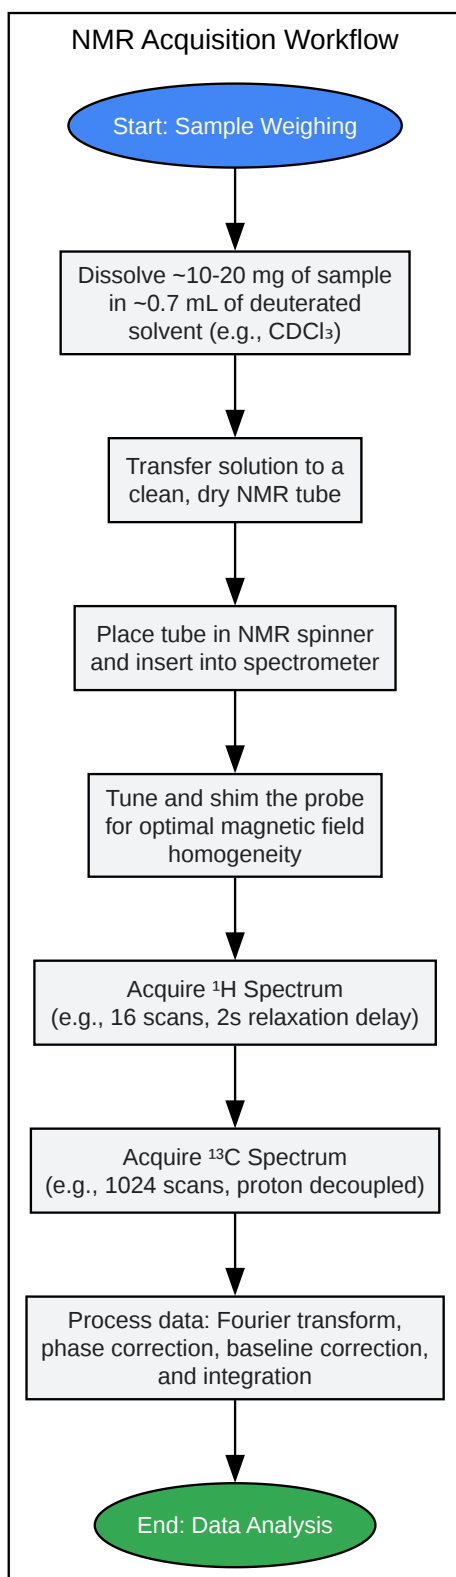 NMR Acquisition Workflow
Start: Sample Weighing
Dissolve ~10-20 mg of sample
in ~0.7 mL of deuterated
solvent (e.g., CDCl₃)
Transfer solution to a
clean, dry NMR tube
Place tube in NMR spinner
and insert into spectrometer
Tune and shim the probe
for optimal magnetic field
homogeneity
Acquire ¹H Spectrum
(e.g., 16 scans, 2s relaxation delay)
Acquire ¹³C Spectrum
(e.g., 1024 scans, proton decoupled)
Process data: Fourier transform,
phase correction, baseline correction,
and integration
End: Data Analysis